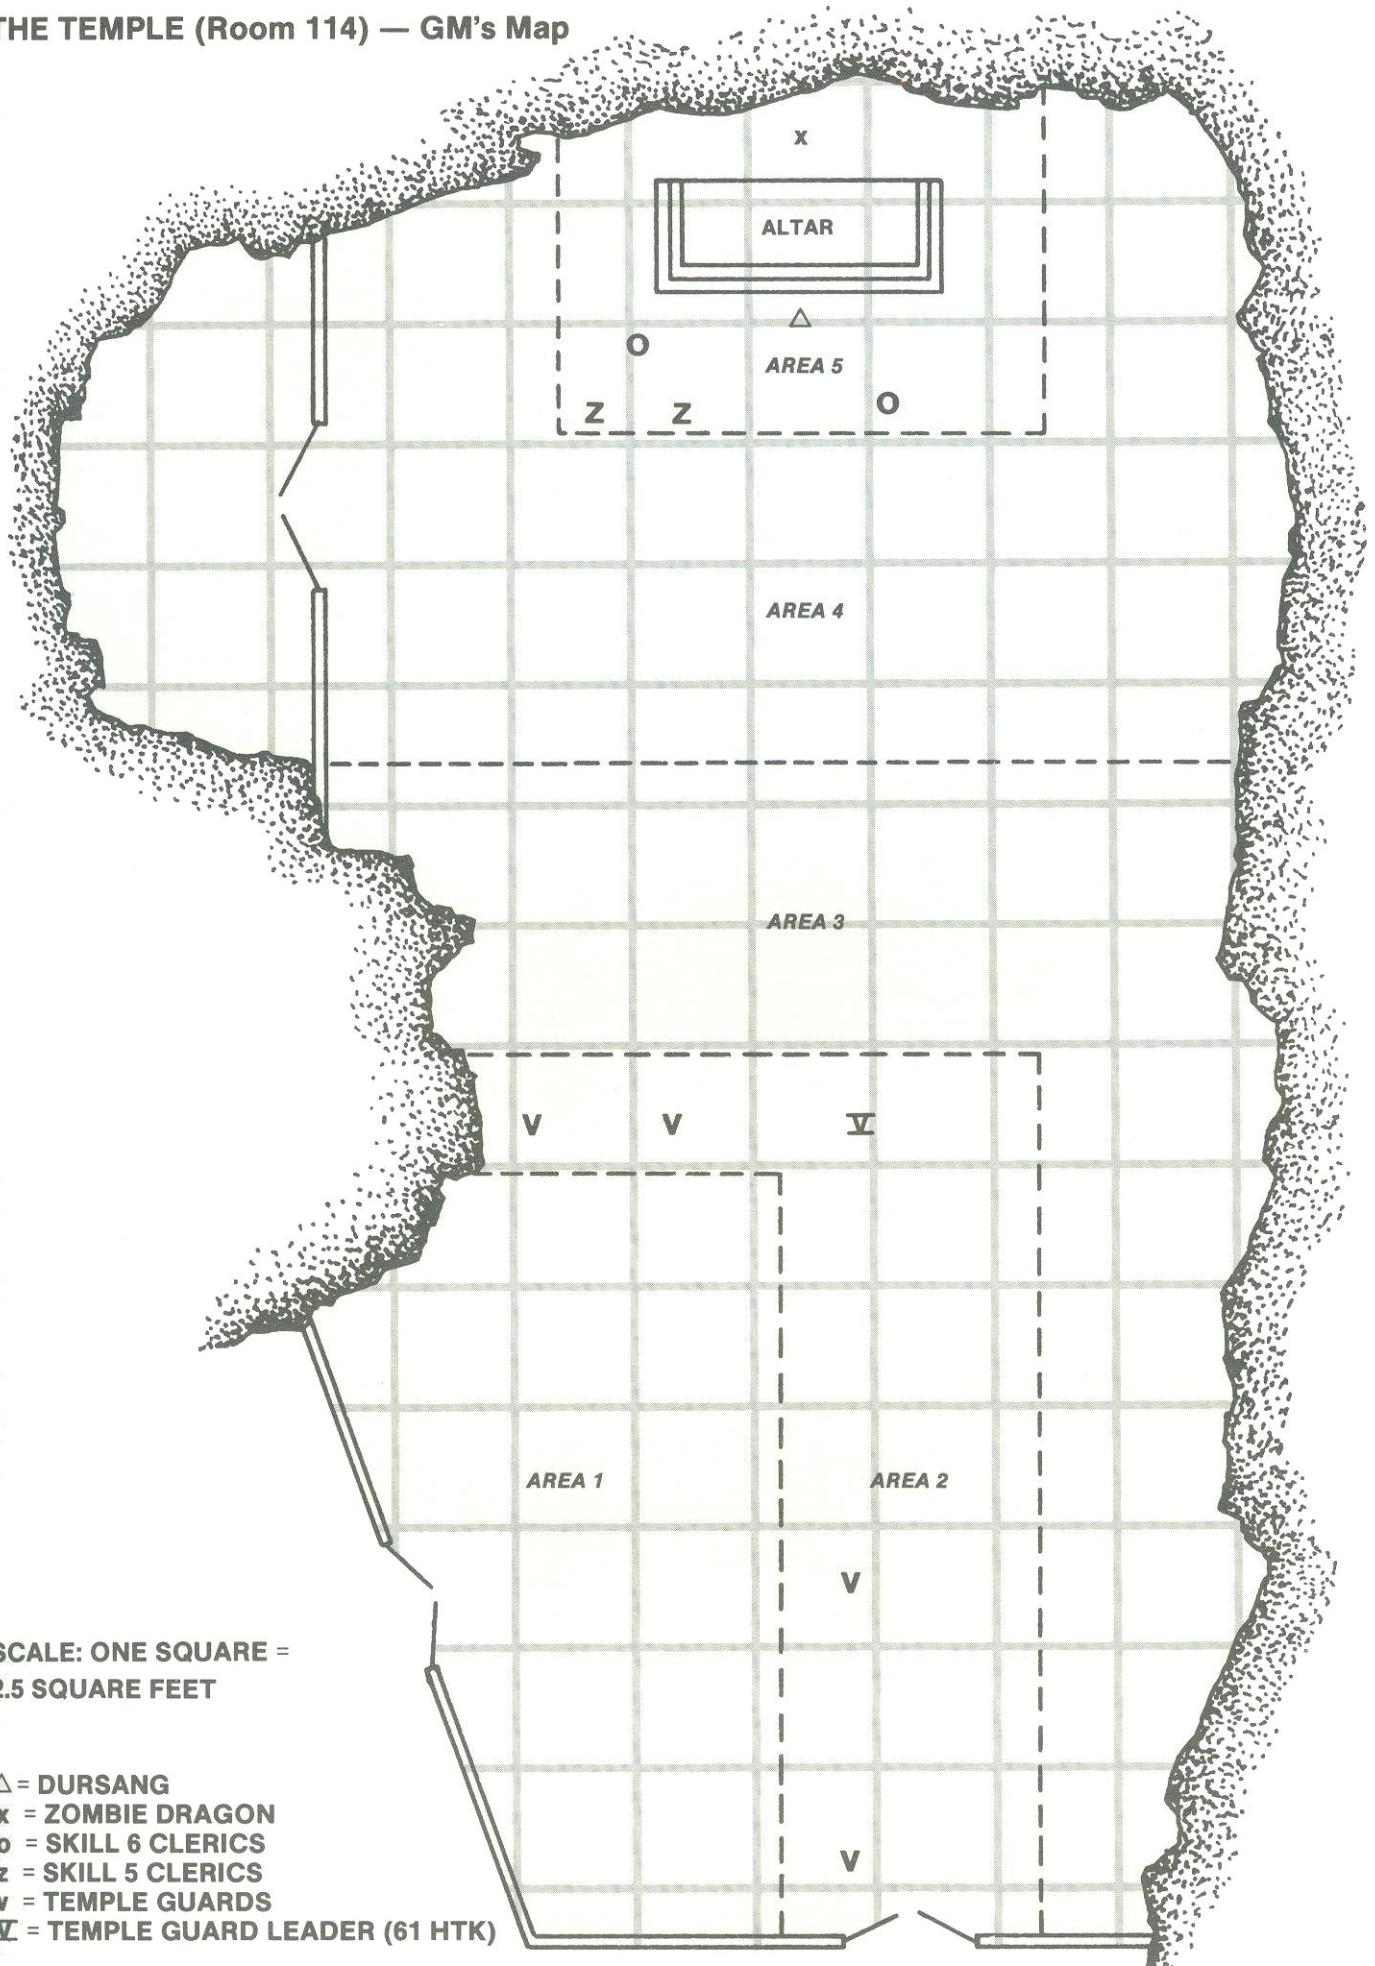 THE TEMPLE (Room 114) — GM's Map
x
ALTAR
△
O
AREA 5
Z Z O
AREA 4
AREA 3
V V V
AREA 1 AREA 2
V
V
SCALE: ONE SQUARE =
2.5 SQUARE FEET
△ = DURSANG
x = ZOMBIE DRAGON
o = SKILL 6 CLERICS
z = SKILL 5 CLERICS
v = TEMPLE GUARDS
V = TEMPLE GUARD LEADER (61 HTK)